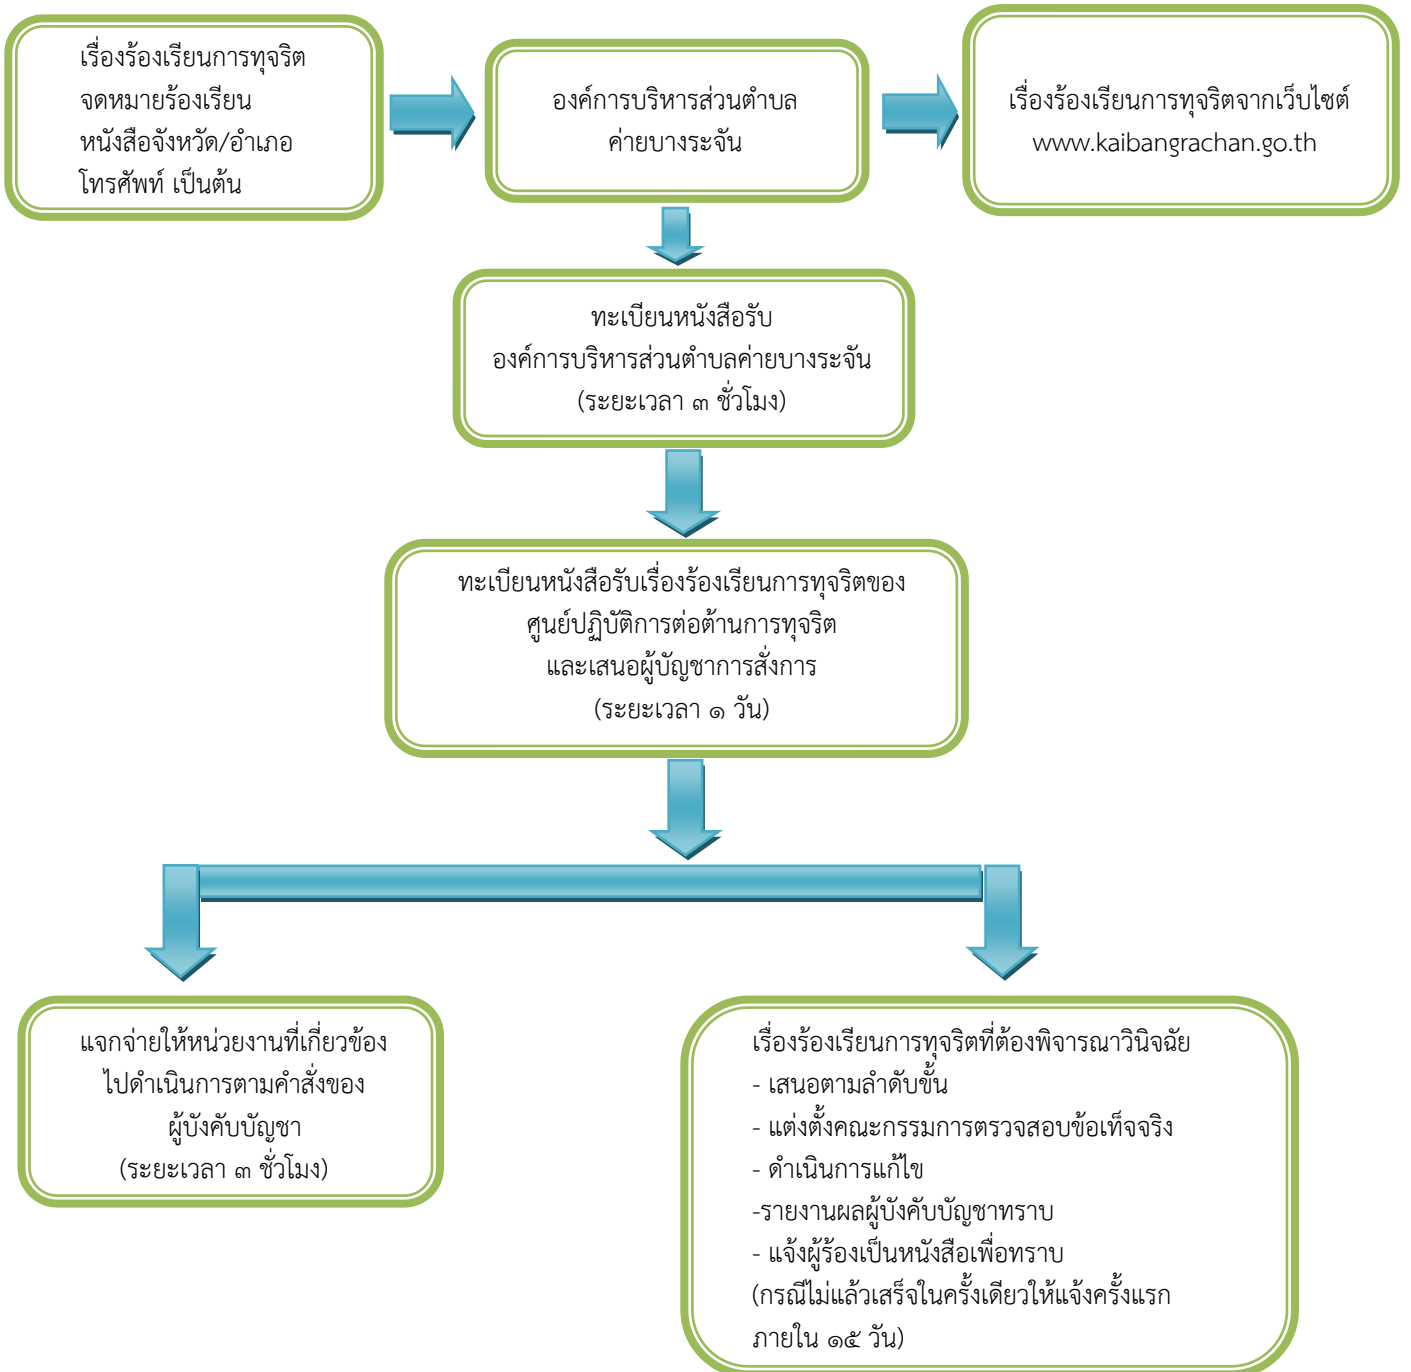 เรื่องร้องเรียนการทุจริต
จดหมายร้องเรียน
หนังสือจังหวัด/อำเภอ
โทรศัพท์ เป็นต้น
องค์การบริหารส่วนตำบล
ค่ายบางระจัน
เรื่องร้องเรียนการทุจริตจากเว็บไซต์
www.kaibangrachan.go.th
ทะเบียนหนังสือรับ
องค์การบริหารส่วนตำบลค่ายบางระจัน
(ระยะเวลา ๓ ชั่วโมง)
ทะเบียนหนังสือรับเรื่องร้องเรียนการทุจริตของ
ศูนย์ปฏิบัติการต่อต้านการทุจริต
และเสนอผู้บัญชาการสั่งการ
(ระยะเวลา ๑ วัน)
แจกจ่ายให้หน่วยงานที่เกี่ยวข้อง
ไปดำเนินการตามคำสั่งของ
ผู้บังคับบัญชา
(ระยะเวลา ๓ ชั่วโมง)
เรื่องร้องเรียนการทุจริตที่ต้องพิจารณาวินิจฉัย
- เสนอตามลำดับขั้น
- แต่งตั้งคณะกรรมการตรวจสอบข้อเท็จจริง
- ดำเนินการแก้ไข
-รายงานผลผู้บังคับบัญชาทราบ
- แจ้งผู้ร้องเป็นหนังสือเพื่อทราบ
(กรณีไม่แล้วเสร็จในครั้งเดียวให้แจ้งครั้งแรก
ภายใน ๑๕ วัน)